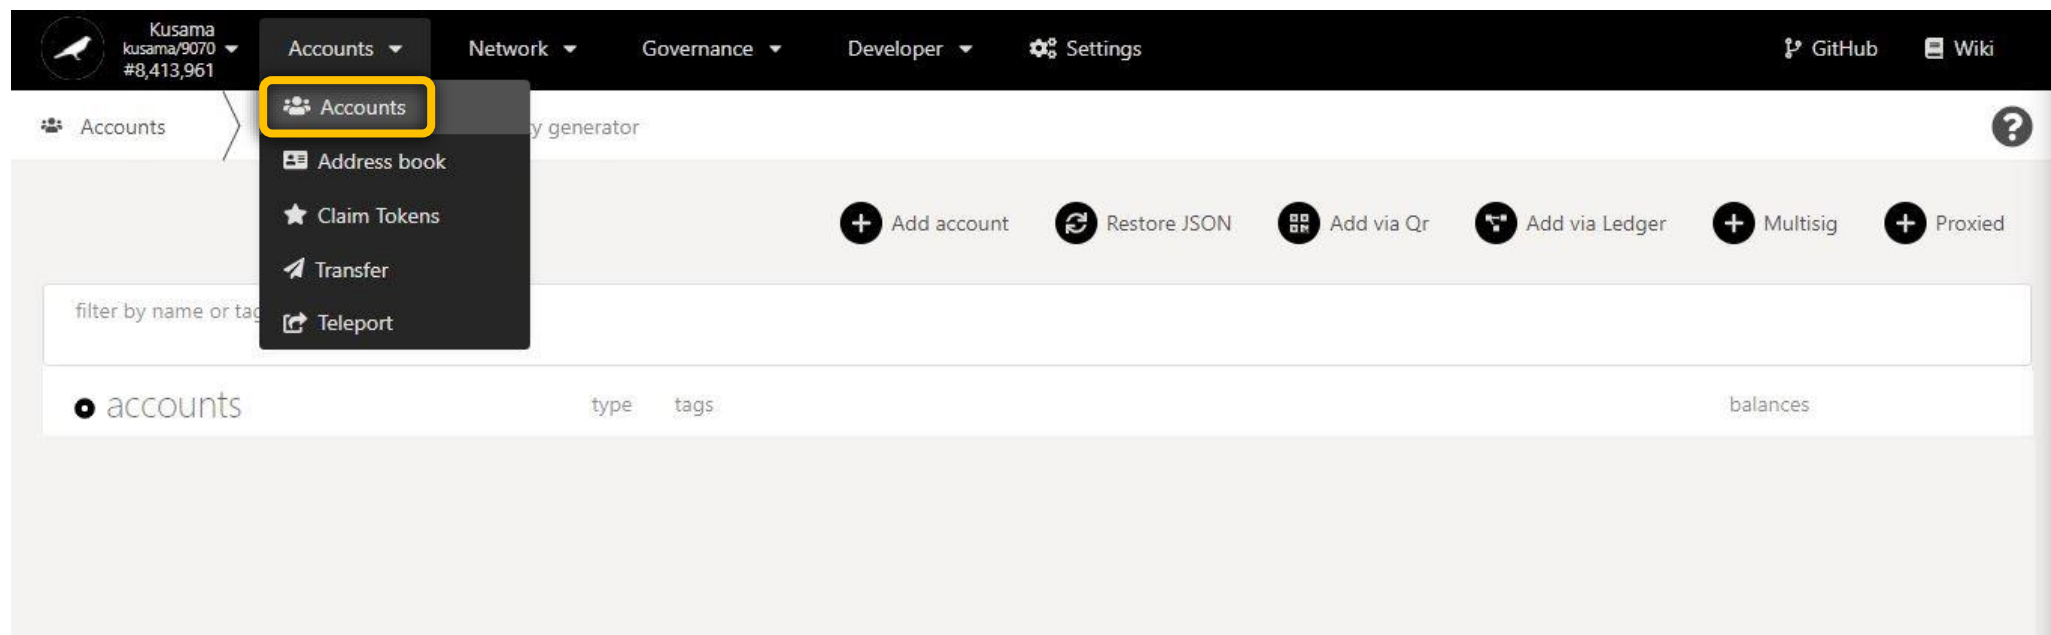 Kusama
kusama/9070
#8,413,961
Accounts
Network
Governance
Developer
Settings
GitHub
Wiki
Accounts
Accounts
generator
Address book
Claim Tokens
Transfer
Teleport
Add account
Restore JSON
Add via Qr
Add via Ledger
Multisig
Proxied
filter by name or
accounts
type
tags
balances